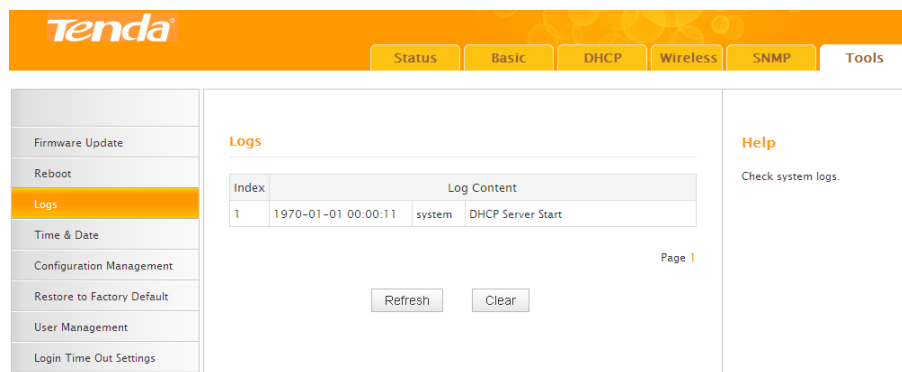 Tenda
Status Basic DHCP Wireless SNMP Tools
Firmware Update
Reboot
Logs
Time & Date
Configuration Management
Restore to Factory Default
User Management
Login Time Out Settings
Logs
Index Log Content
1 1970-01-01 00:00:11 system DHCP Server Start
Page 1
Refresh Clear
Help
Check system logs.